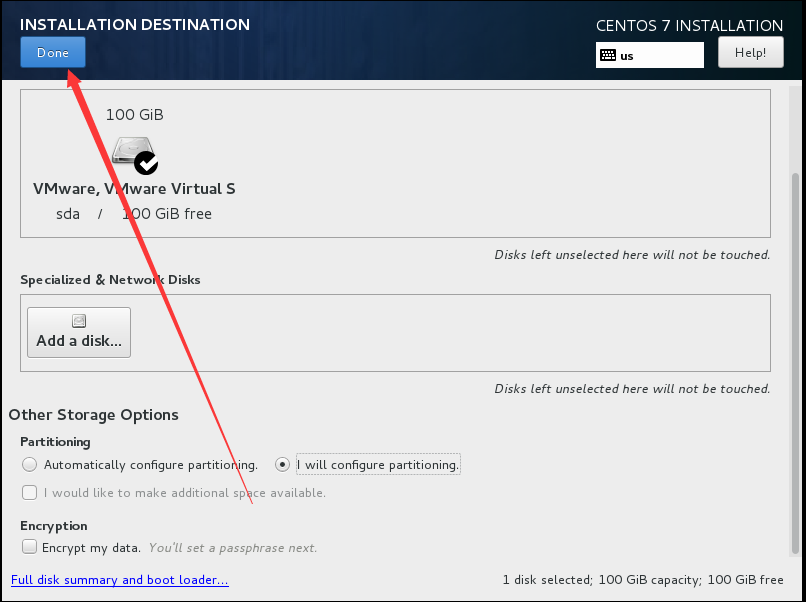 INSTALLATION DESTINATION
CENTOS 7 INSTALLATION
Done
us
Help!
100 GiB
VMware, VMware Virtual S
sda / 100 GiB free
Disks left unselected here will not be touched.
Specialized & Network Disks
Add a disk...
Disks left unselected here will not be touched.
Other Storage Options
Partitioning
Automatically configure partitioning. I will configure partitioning.
I would like to make additional space available.
Encryption
Encrypt my data. You'll set a passphrase next.
Full disk summary and boot loader... 1 disk selected; 100 GiB capacity; 100 GiB free